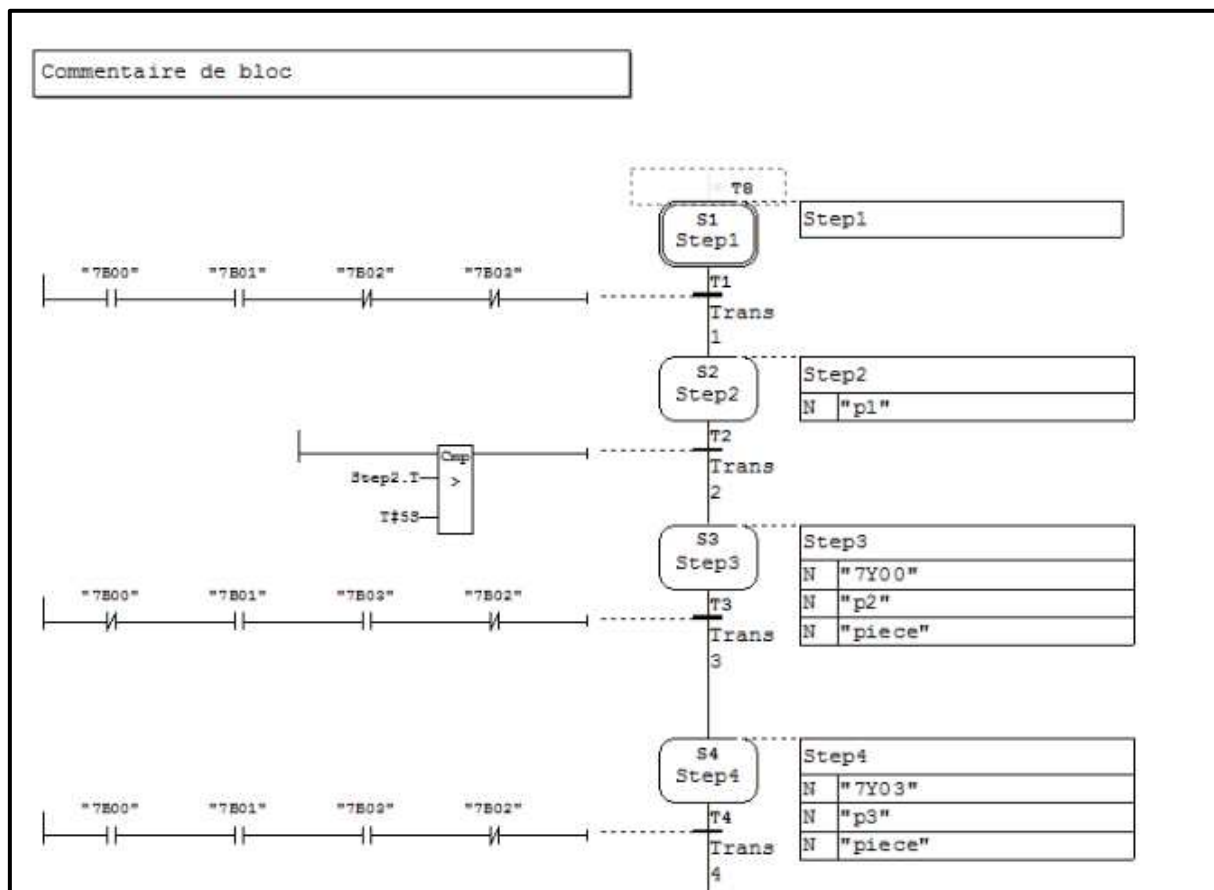 Commentaire de bloc
T8
S1
Step1
Step1
"7B00" "7B01" "7B02" "7B03"
T1
Trans
1
S2
Step2
Step2
N "p1"
T2
Trans
2
Cmp
Step2.T
>
T#5S
S3
Step3
Step3
N "7Y00"
N "p2"
N "piece"
"7B00" "7B01" "7B03" "7B02"
T3
Trans
3
S4
Step4
Step4
N "7Y03"
N "p3"
N "piece"
"7B00" "7B01" "7B03" "7B02"
T4
Trans
4